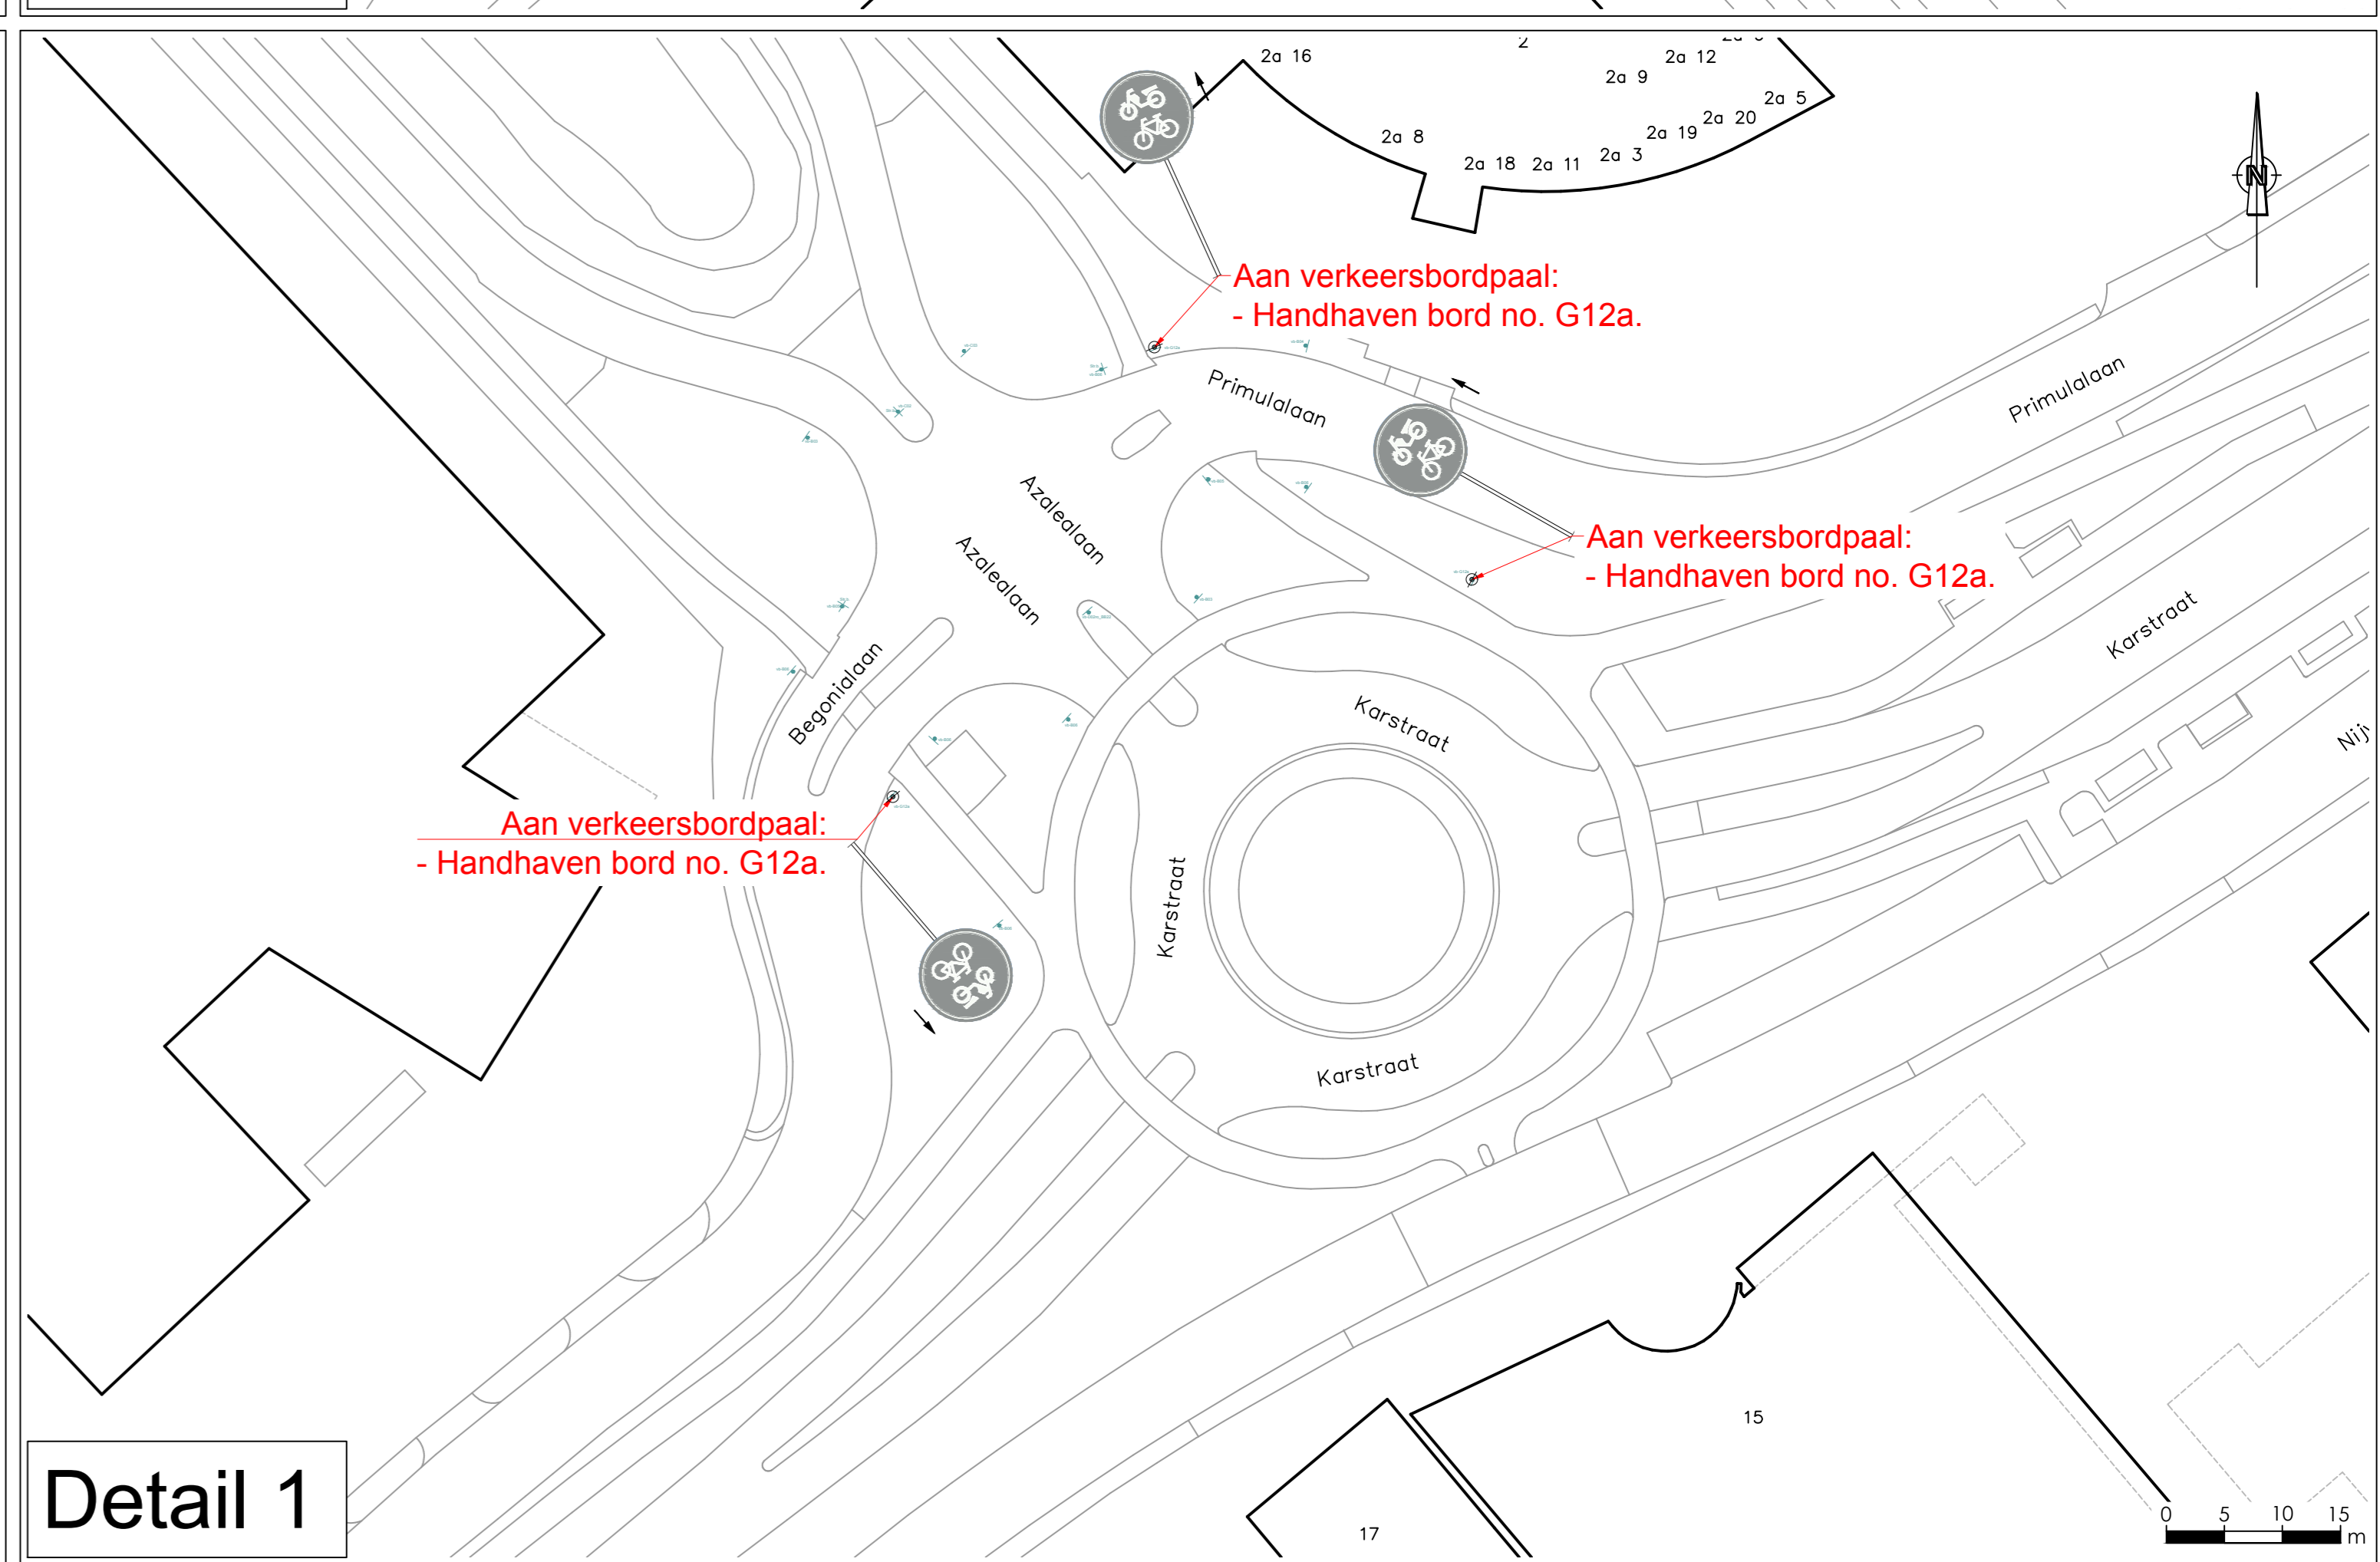 2a 16
2
2a 12
2a 9
2a 5
2a 20
2a 19
2a 8
2a 3
2a 18
2a 11
N
Aan verkeersbordpaal:
- Handhaven bord no. G12a.
Primulalaan
Primulalaan
Azalealaan
Azalealaan
Aan verkeersbordpaal:
- Handhaven bord no. G12a.
Karstraat
Begonialaan
Karstraat
Aan verkeersbordpaal:
- Handhaven bord no. G12a.
Karstraat
Karstraat
15
17
Detail 1
0 5 10 15 m